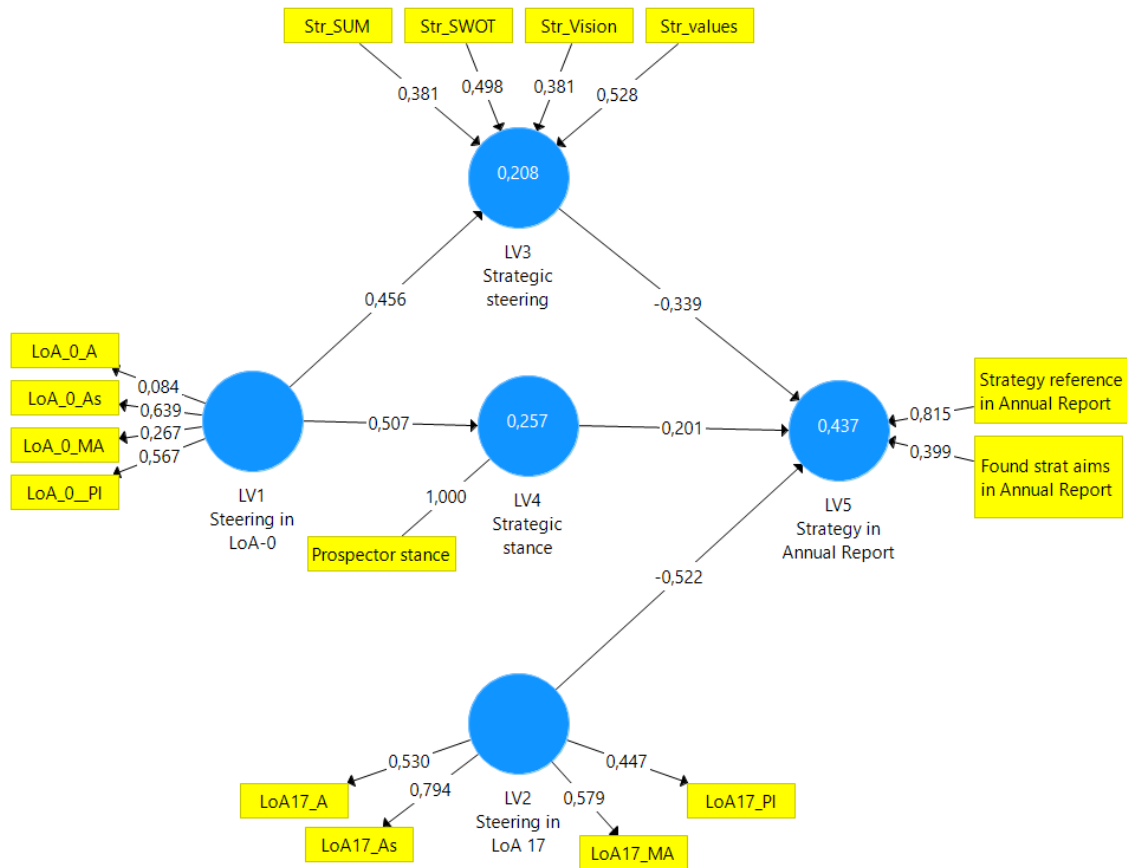 Str_SUM
Str_SWOT
Str_Vision
Str_values
0,381
0,498
0,381
0,528
0,208
LV3
Strategic
steering
0,456
-0,339
LoA_0_A
LoA_0_As
LoA_0_MA
LoA_0__PI
0,084
0,639
0,267
0,567
LV1
Steering in
LoA-0
0,507
0,257
LV4
Strategic
stance
1,000
Prospector stance
0,201
0,437
LV5
Strategy in
Annual Report
0,815
0,399
Strategy reference
in Annual Report
Found strat aims
in Annual Report
-0,522
LV2
Steering in
LoA 17
0,530
0,794
0,579
0,447
LoA17_A
LoA17_As
LoA17_MA
LoA17_PI